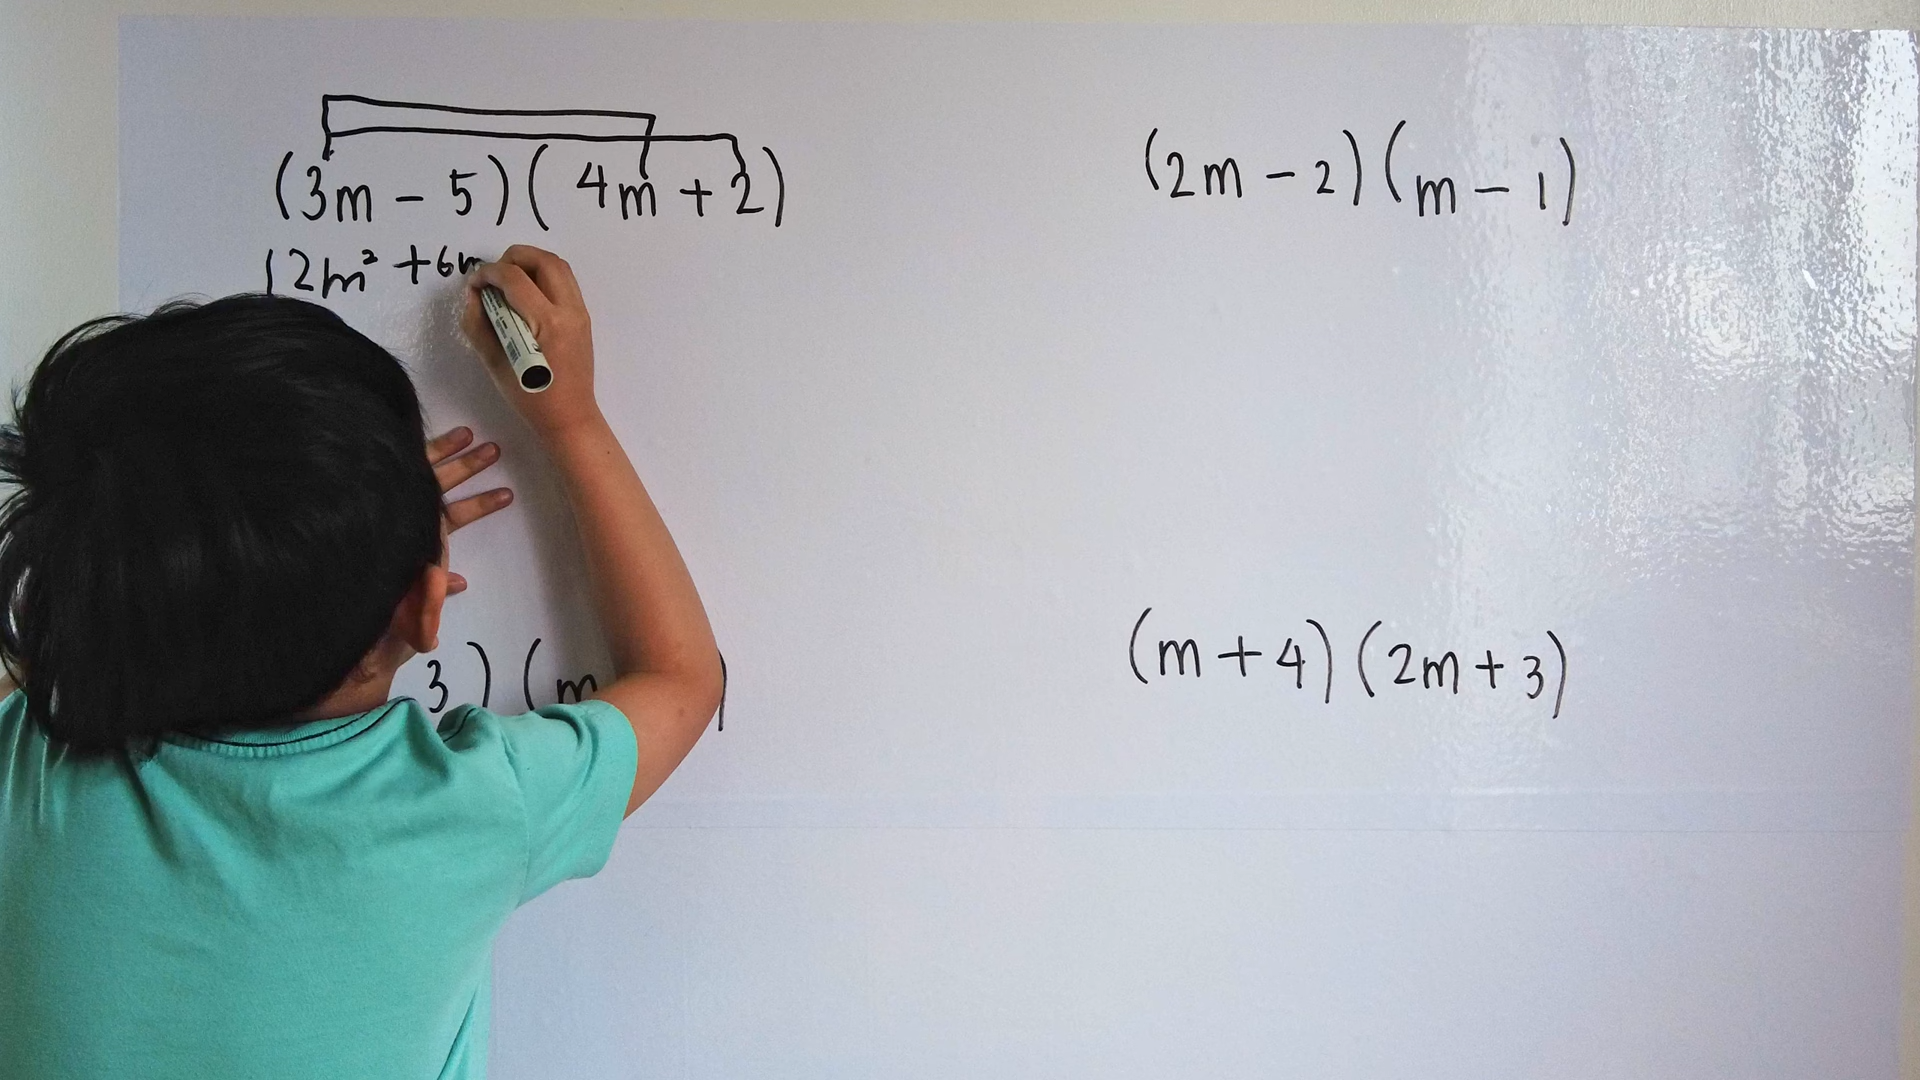 (3m - 5)(4m + 2)
12m² + 6m
(2m - 2)(m - 1)
3)(m )
(m + 4)(2m + 3)